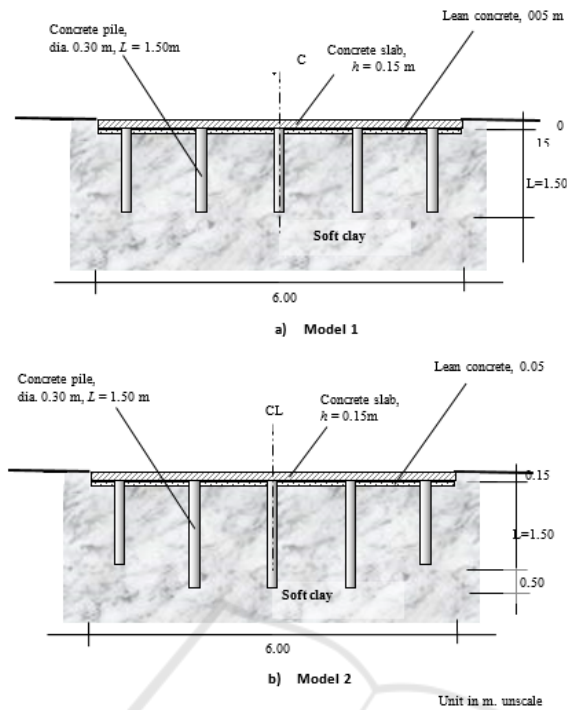 Lean concrete, 005 m
Concrete pile,
dia. 0.30 m, L = 1.50m
Concrete slab,
h = 0.15 m
C
0
15
L=1.50
Soft clay
6.00
a) Model 1
Lean concrete, 0.05
Concrete pile,
dia. 0.30 m, L = 1.50 m
Concrete slab,
h = 0.15m
CL
0.15
L=1.50
0.50
Soft clay
6.00
b) Model 2
Unit in m. unscale